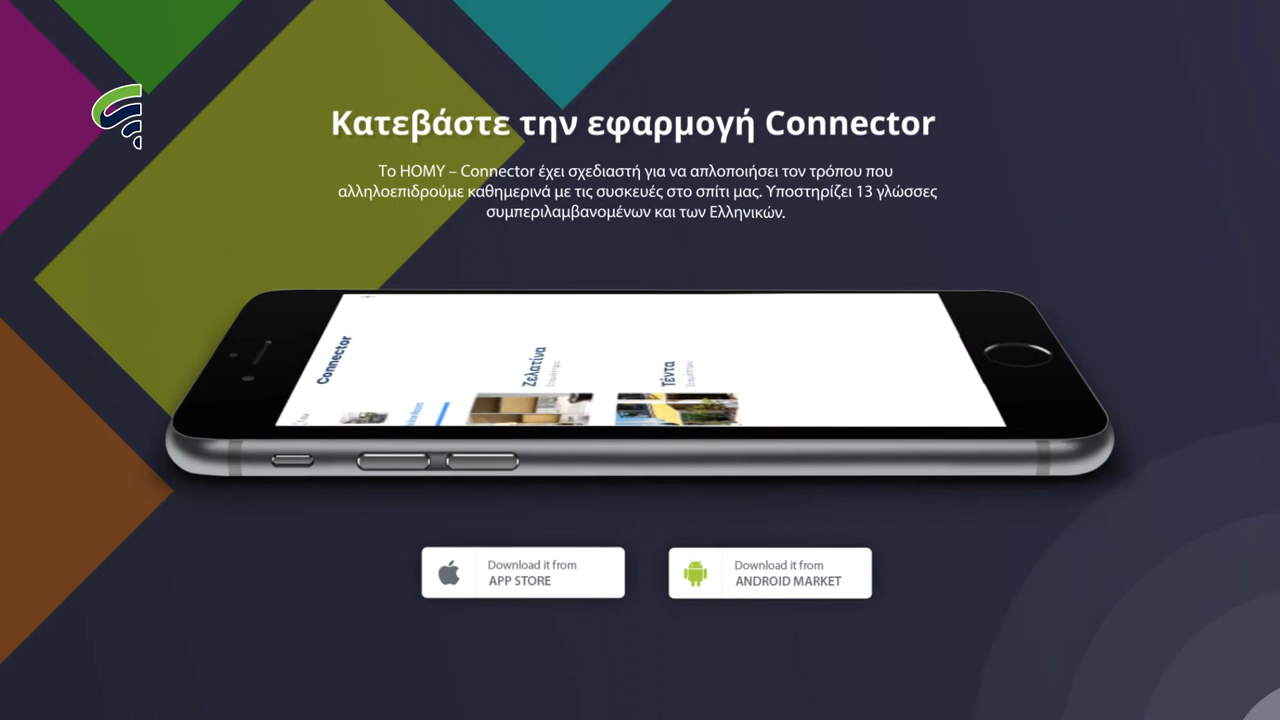 Κατεβάστε την εφαρμογή Connector
Το HOMY – Connector έχει σχεδιαστή για να απλοποιήσει τον τρόπου που
αλληλοεπιδρούμε καθημερινά με τις συσκευές στο σπίτι μας. Υποστηρίζει 13 γλώσσες
συμπεριλαμβανομένων και των Ελληνικών.
Connector
Ζελατίνα
Τέντα
Download it from
APP STORE
Download it from
ANDROID MARKET